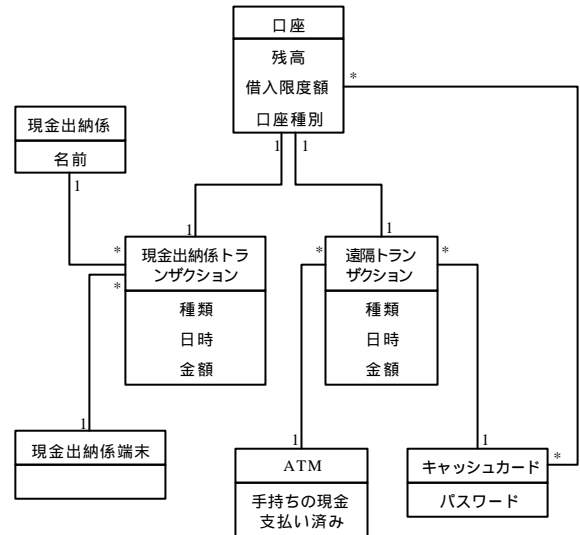 口座
残高
借入限度額
口座種別
*
1
1
現金出納係
名前
1
1
1
*
現金出納係トラ
ンザクション
*
種類
日時
金額
*
遠隔トラン
ザクション
*
種類
日時
金額
1
現金出納係端末
1
ATM
手持ちの現金
支払い済み
1
キャッシュカード
*
パスワード